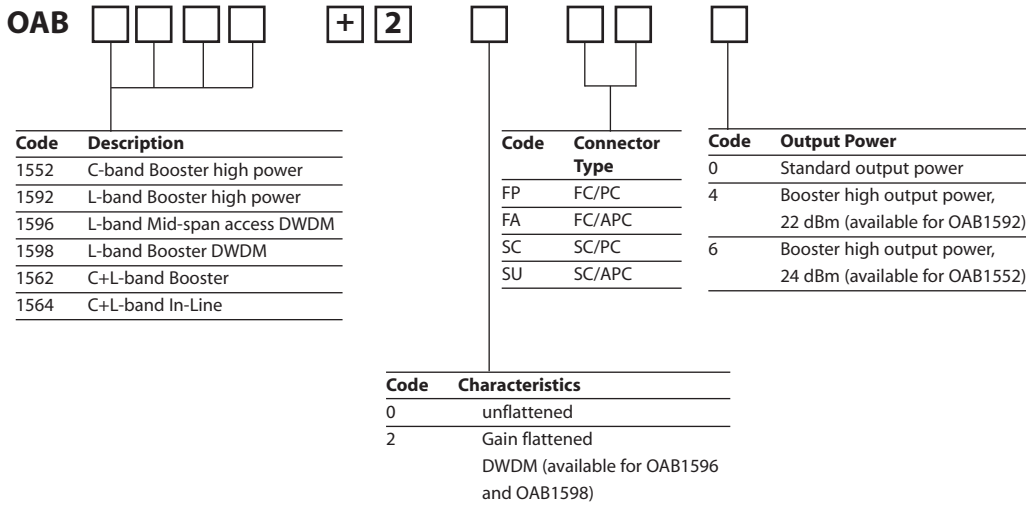 OAB + 2
Code Description
1552 C-band Booster high power
1592 L-band Booster high power
1596 L-band Mid-span access DWDM
1598 L-band Booster DWDM
1562 C+L-band Booster
1564 C+L-band In-Line
Code Connector
Type
FP FC/PC
FA FC/APC
SC SC/PC
SU SC/APC
Code Output Power
0 Standard output power
4 Booster high output power,
22 dBm (available for OAB1592)
6 Booster high output power,
24 dBm (available for OAB1552)
Code Characteristics
0 unflattened
2 Gain flattened
DWDM (available for OAB1596
and OAB1598)